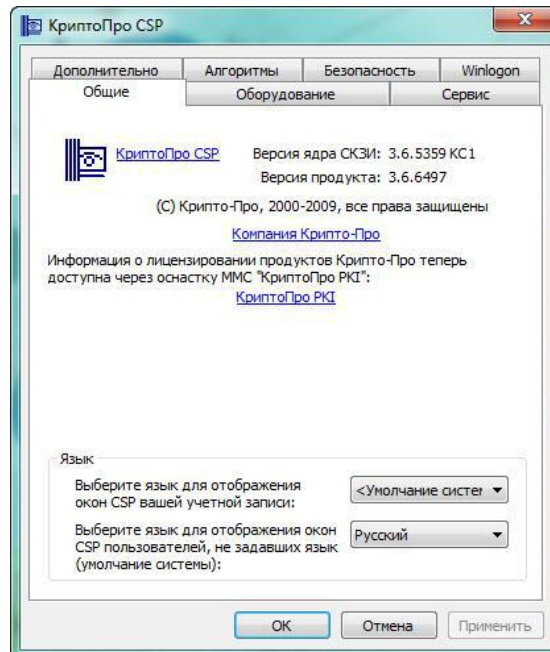 КриптоПро CSP
Дополнительно Алгоритмы Безопасность Winlogon
Общие Оборудование Сервис
КриптоПро CSP Версия ядра СКЗИ: 3.6.5359 КС1
Версия продукта: 3.6.6497
(C) Крипто-Про, 2000-2009, все права защищены
Компания Крипто-Про
Информация о лицензировании продуктов Крипто-Про теперь
доступна через оснастку MMC "КриптоПро PKI":
КриптоПро PKI
Язык
Выберите язык для отображения
окон CSP вашей учетной записи:
<Умолчание систем
Выберите язык для отображения окон
CSP пользователей, не задавших язык
(умолчание системы):
Русский
ОК Отмена Применить